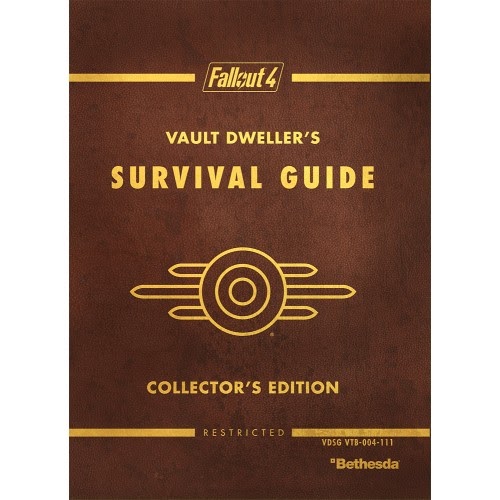 Fallout 4
VAULT DWELLER'S
SURVIVAL GUIDE
COLLECTOR'S EDITION
RESTRICTED
VDSG VTB-004-111
Bethesda